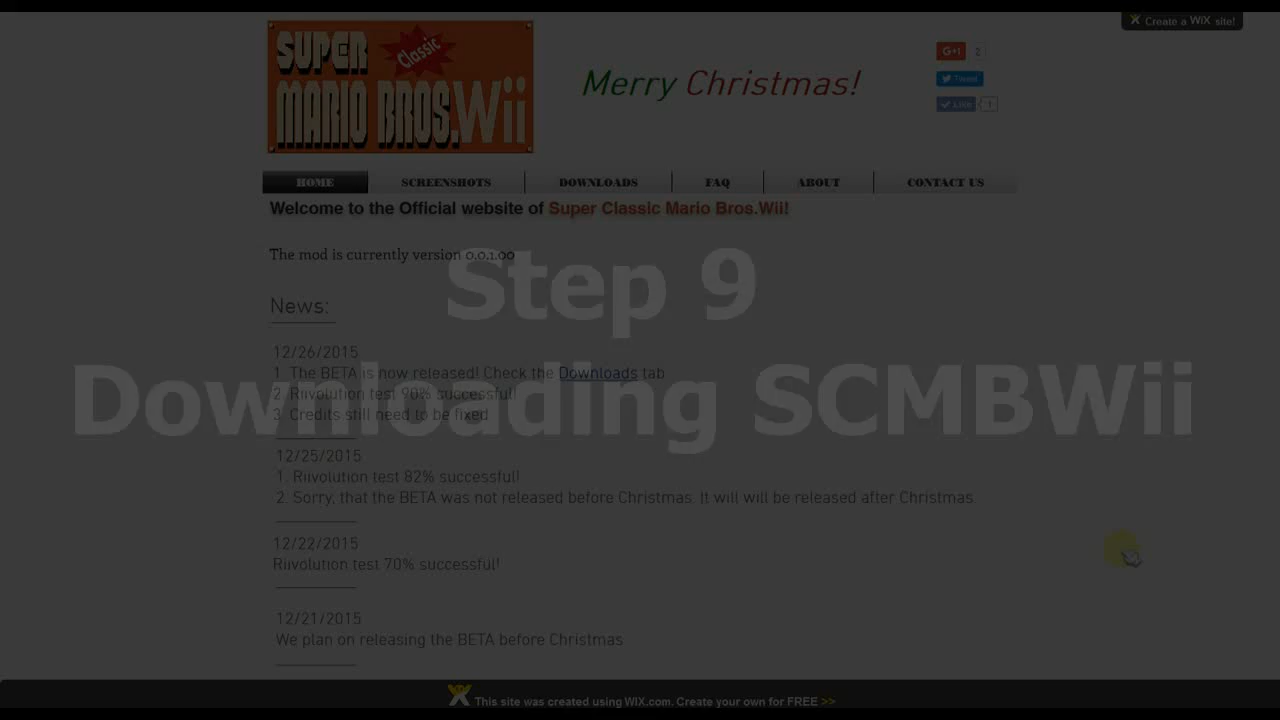 Create a WiX site!
SUPER
Classic
MARIO BROS.Wii
Merry Christmas!
G+1 2
Tweet
Like 1
HOME SCREENSHOTS DOWNLOADS FAQ ABOUT CONTACT US
Welcome to the Official website of Super Classic Mario Bros.Wii!
The mod is currently version 0.0.1.00
Step 9
News:
12/26/2015
1. The BETA is now released! Check the Downloads tab
2. Riivolution test 90% successful!
Downloading SCMBWii
3. Credits still need to be fixed
12/25/2015
1. Riivolution test 82% successful!
2. Sorry, that the BETA was not released before Christmas. It will will be released after Christmas.
12/22/2015
Riivolution test 70% successful!
12/21/2015
We plan on releasing the BETA before Christmas
This site was created using WIX.com. Create your own for FREE >>